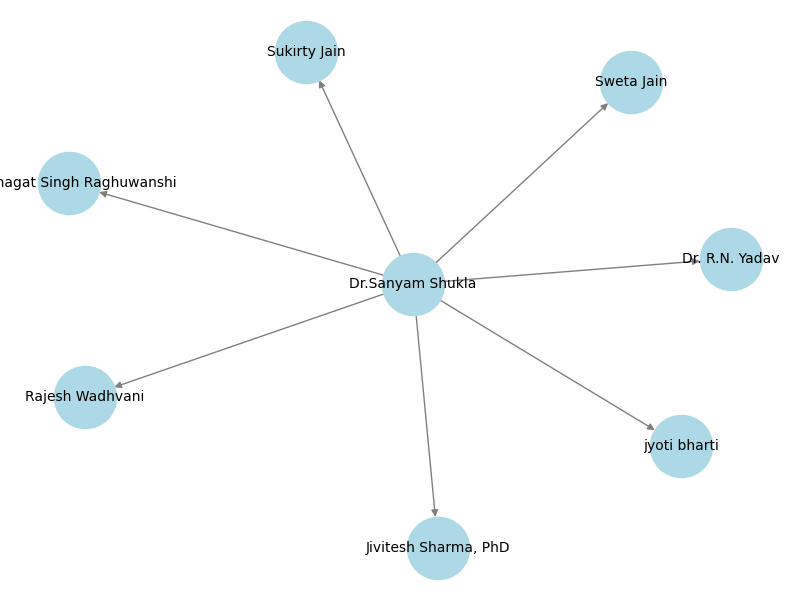 Sukirty Jain
Sweta Jain
hagat Singh Raghuwanshi
Dr. R.N. Yadav
Dr.Sanyam Shukla
Rajesh Wadhvani
jyoti bharti
Jivitesh Sharma, PhD